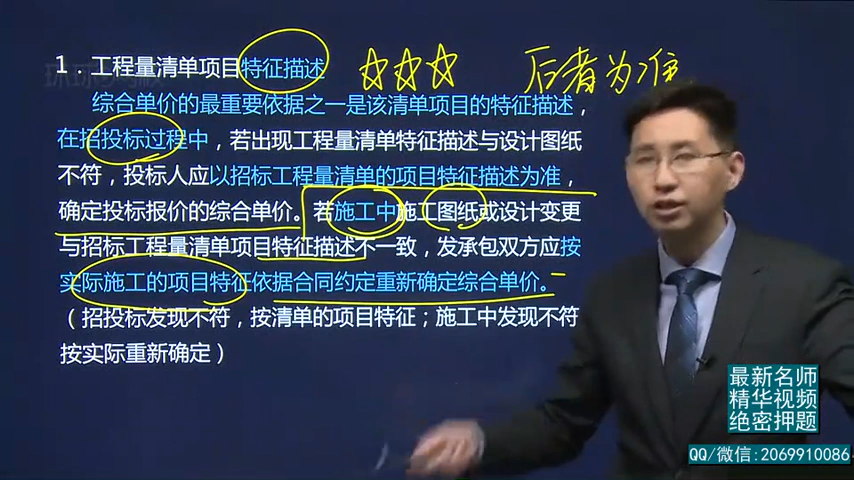 1．工程量清单项目特征描述 ☆☆☆ 后者为准
综合单价的最重要依据之一是该清单项目的特征描述，
在招投标过程中，若出现工程量清单特征描述与设计图纸
不符，投标人应以招标工程量清单的项目特征描述为准，
确定投标报价的综合单价。若施工中施工图纸或设计变更
与招标工程量清单项目特征描述不一致，发承包双方应按
实际施工的项目特征依据合同约定重新确定综合单价。
（招投标发现不符，按清单的项目特征；施工中发现不符
按实际重新确定）
最新名师
精华视频
绝密押题
QQ/微信:2069910086